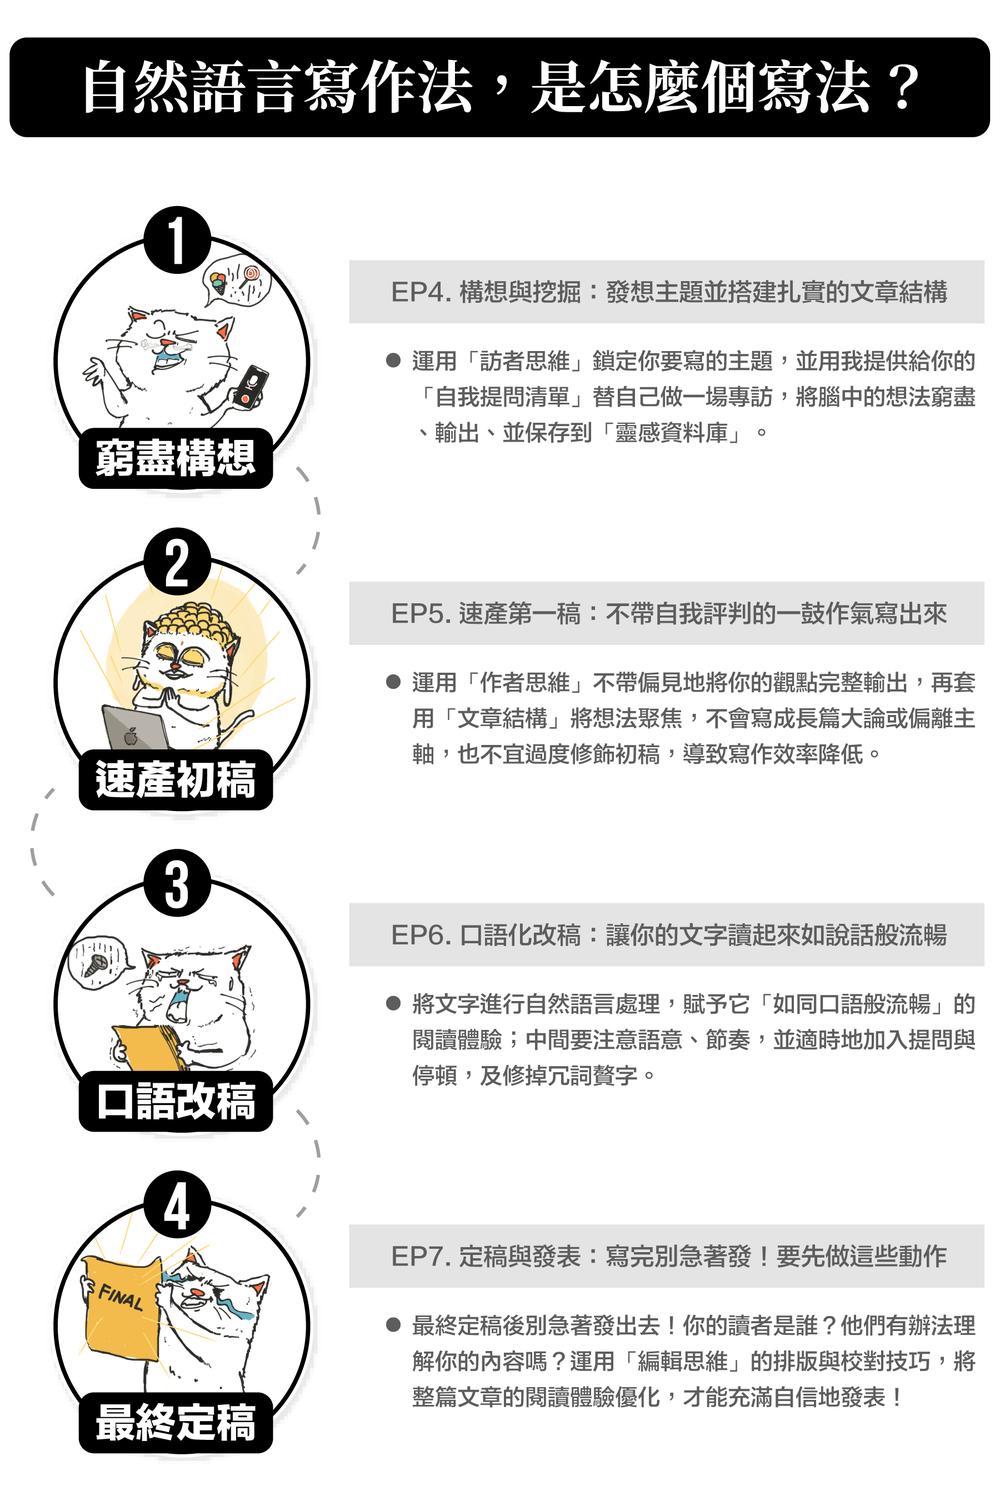 自然語言寫作法，是怎麼個寫法？
1
窮盡構想
EP4. 構想與挖掘：發想主題並搭建扎實的文章結構
● 運用「訪者思維」鎖定你要寫的主題，並用我提供給你的
「自我提問清單」替自己做一場專訪，將腦中的想法窮盡
、輸出、並保存到「靈感資料庫」。
2
速產初稿
EP5. 速產第一稿：不帶自我評判的一鼓作氣寫出來
● 運用「作者思維」不帶偏見地將你的觀點完整輸出，再套
用「文章結構」將想法聚焦，不會寫成長篇大論或偏離主
軸，也不宜過度修飾初稿，導致寫作效率降低。
3
口語改稿
EP6. 口語化改稿：讓你的文字讀起來如說話般流暢
● 將文字進行自然語言處理，賦予它「如同口語般流暢」的
閱讀體驗；中間要注意語意、節奏，並適時地加入提問與
停頓，及修掉冗詞贅字。
4
FINAL
最終定稿
EP7. 定稿與發表：寫完別急著發！要先做這些動作
● 最終定稿後別急著發出去！你的讀者是誰？他們有辦法理
解你的內容嗎？運用「編輯思維」的排版與校對技巧，將
整篇文章的閱讀體驗優化，才能充滿自信地發表！